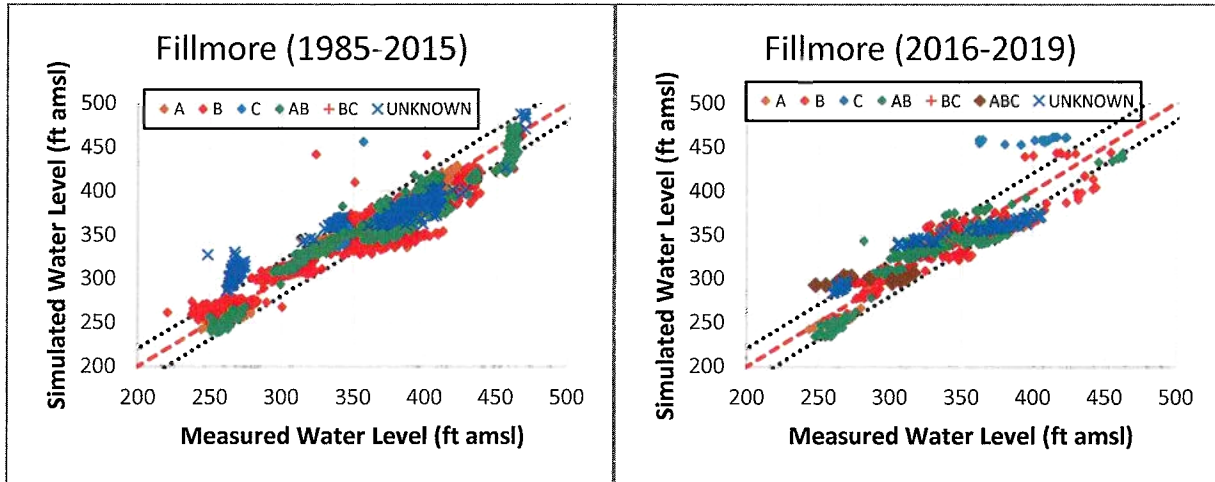 Fillmore (1985-2015)
A B C AB BC UNKNOWN
Simulated Water Level (ft amsl)
500
450
400
350
300
250
200
200 250 300 350 400 450 500
Measured Water Level (ft amsl)
Fillmore (2016-2019)
A B C AB BC ABC UNKNOWN
Simulated Water Level (ft amsl)
500
450
400
350
300
250
200
200 250 300 350 400 450 500
Measured Water Level (ft amsl)